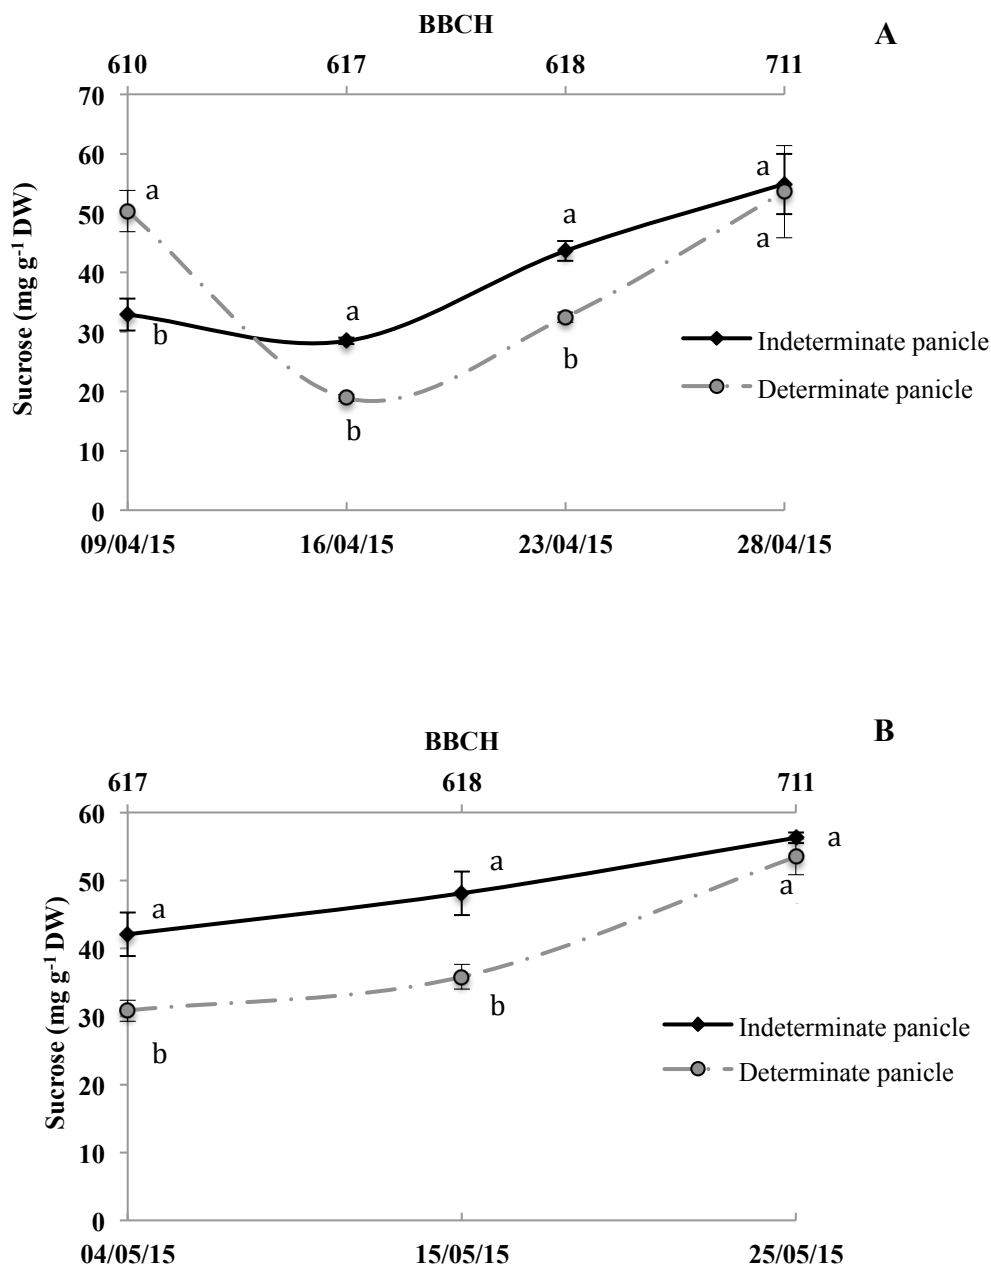 BBCH
A
610 617 618 711
70
60
50
40
30
20
10
0
Sucrose (mg g-1 DW)
a
b
a
b
a
b
a
a
Indeterminate panicle
Determinate panicle
09/04/15 16/04/15 23/04/15 28/04/15
BBCH
B
617 618 711
60
50
40
30
20
10
0
Sucrose (mg g-1 DW)
a
b
a
b
a
a
Indeterminate panicle
Determinate panicle
04/05/15 15/05/15 25/05/15